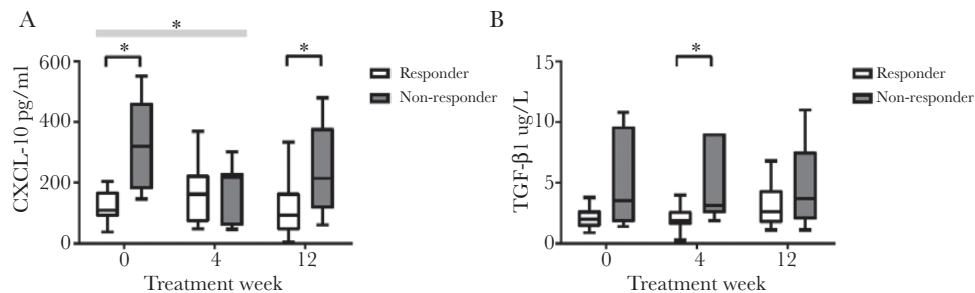 A
*
*
*
600
400
200
0
CXCL-10 pg/ml
0
4
12
Treatment week
Responder
Non-responder
B
*
15
10
5
0
TGF-β1 ug/L
0
4
12
Treatment week
Responder
Non-responder